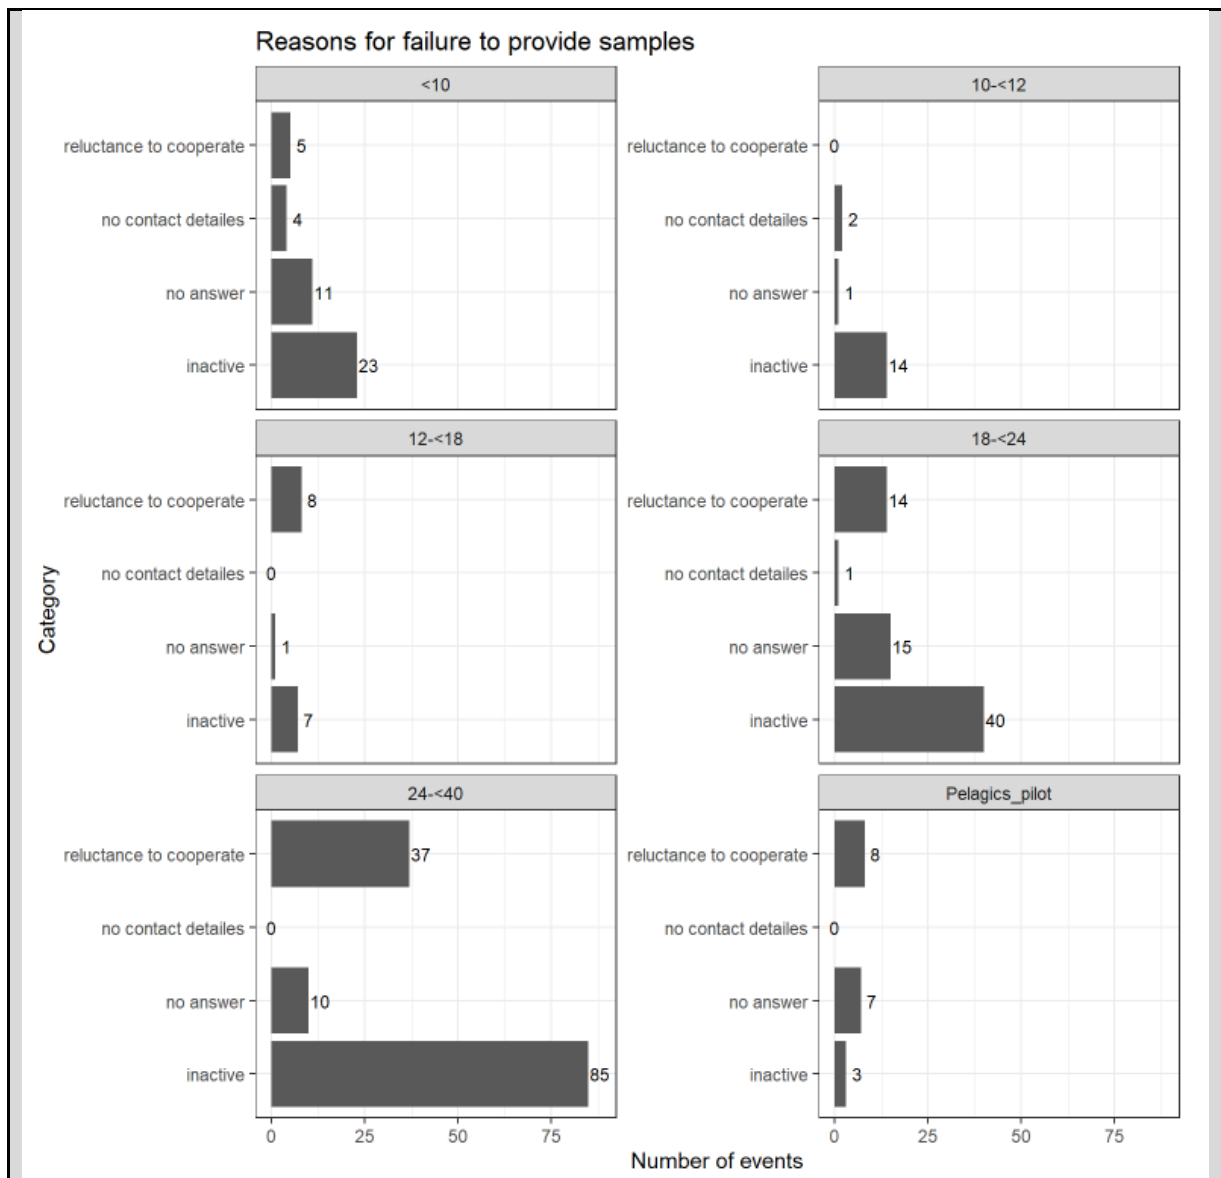 Reasons for failure to provide samples
<10
reluctance to cooperate 5
no contact detailes 4
no answer 11
inactive 23
10-<12
reluctance to cooperate 0
no contact detailes 2
no answer 1
inactive 14
12-<18
reluctance to cooperate 8
no contact detailes 0
no answer 1
inactive 7
18-<24
reluctance to cooperate 14
no contact detailes 1
no answer 15
inactive 40
24-<40
reluctance to cooperate 37
no contact detailes 0
no answer 10
inactive 85
0 25 50 75
Pelagics_pilot
reluctance to cooperate 8
no contact detailes 0
no answer 7
inactive 3
0 25 50 75
Category
Number of events